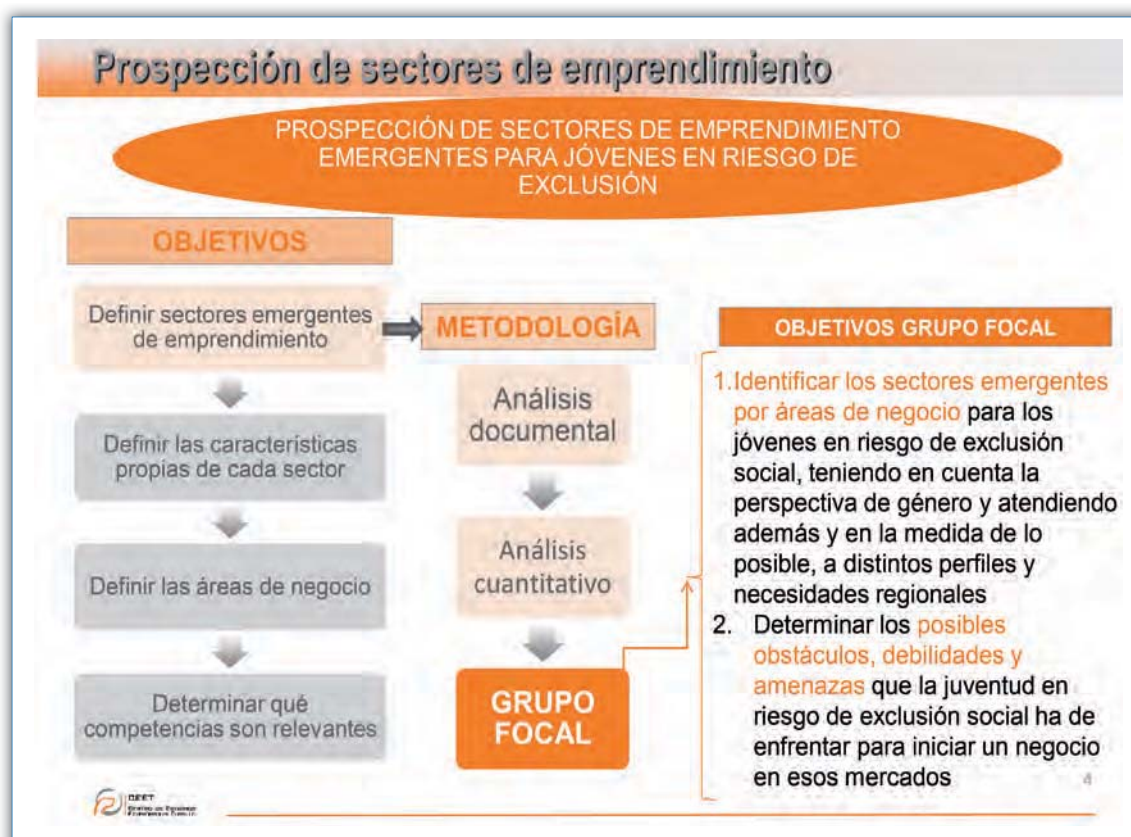 Prospección de sectores de emprendimiento
PROSPECCIÓN DE SECTORES DE EMPRENDIMIENTO
EMERGENTES PARA JÓVENES EN RIESGO DE
EXCLUSIÓN
OBJETIVOS
Definir sectores emergentes
de emprendimiento
Definir las características
propias de cada sector
Definir las áreas de negocio
Determinar qué
competencias son relevantes
METODOLOGÍA
Análisis
documental
Análisis
cuantitativo
GRUPO
FOCAL
OBJETIVOS GRUPO FOCAL
1. Identificar los sectores emergentes
por áreas de negocio para los
jóvenes en riesgo de exclusión
social, teniendo en cuenta la
perspectiva de género y atendiendo
además y en la medida de lo
posible, a distintos perfiles y
necesidades regionales
2. Determinar los posibles
obstáculos, debilidades y
amenazas que la juventud en
riesgo de exclusión social ha de
enfrentar para iniciar un negocio
en esos mercados
4